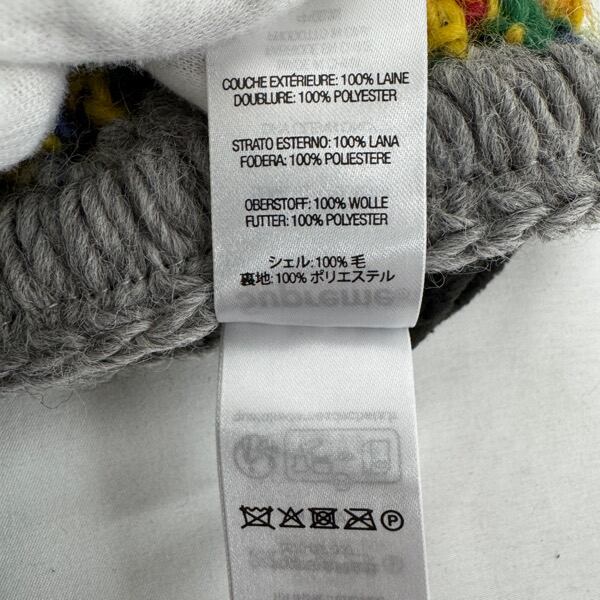 COUCHE EXTÉRIEURE: 100% LAINE
DOUBLURE: 100% POLYESTER
STRATO ESTERNO: 100% LANA
FODERA: 100% POLIESTERE
OBERSTOFF: 100% WOLLE
FUTTER: 100% POLYESTER
シェル: 100% 毛
裏地: 100% ポリエステル
Supreme
P